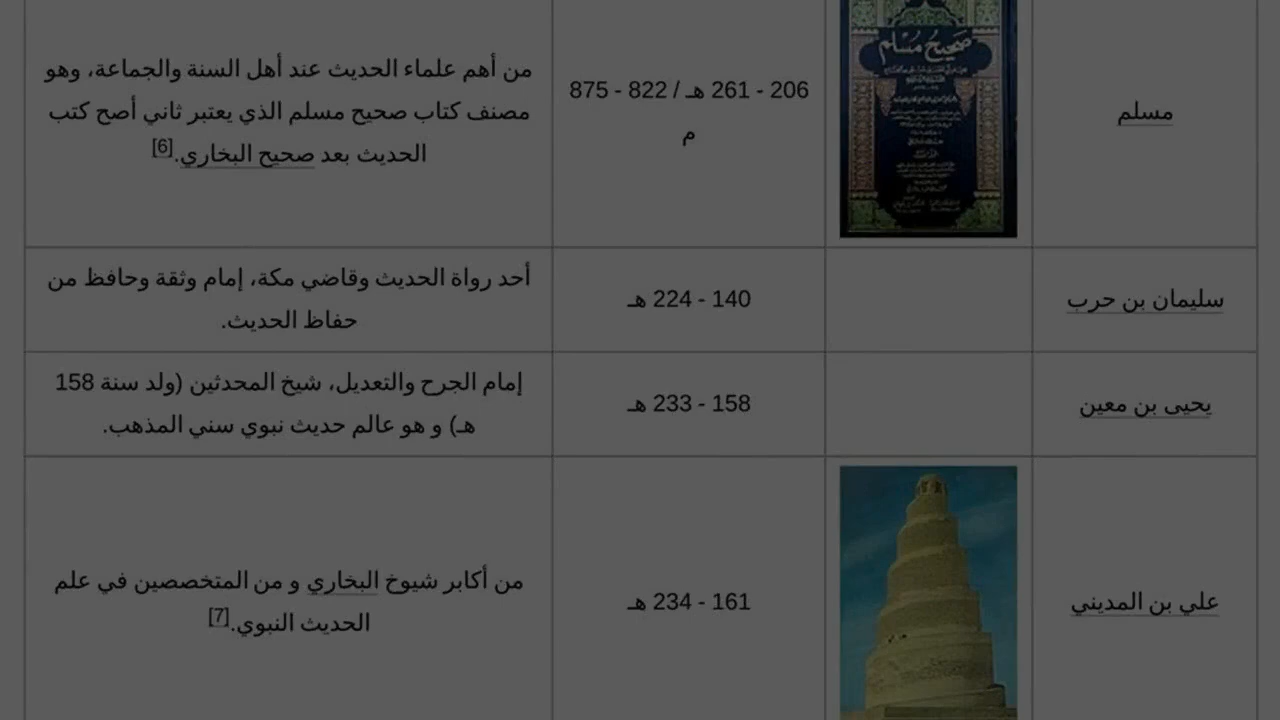 مسلم
صحيح مسلم
206 - 261 هـ / 822 - 875
م
من أهم علماء الحديث عند أهل السنة والجماعة، وهو
مصنف كتاب صحيح مسلم الذي يعتبر ثاني أصح كتب
الحديث بعد صحيح البخاري.[6]
سليمان بن حرب
140 - 224 هـ
أحد رواة الحديث وقاضي مكة، إمام وثقة وحافظ من
حفاظ الحديث.
يحيى بن معين
158 - 233 هـ
إمام الجرح والتعديل، شيخ المحدثين (ولد سنة 158
هـ) و هو عالم حديث نبوي سني المذهب.
علي بن المديني
161 - 234 هـ
من أكابر شيوخ البخاري و من المتخصصين في علم
الحديث النبوي.[7]